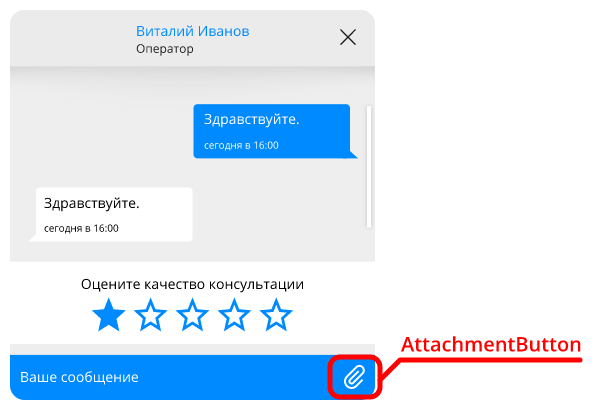 Виталий Иванов
Оператор
Здравствуйте.
сегодня в 16:00
Здравствуйте.
сегодня в 16:00
Оцените качество консультации
AttachmentButton
Ваше сообщение